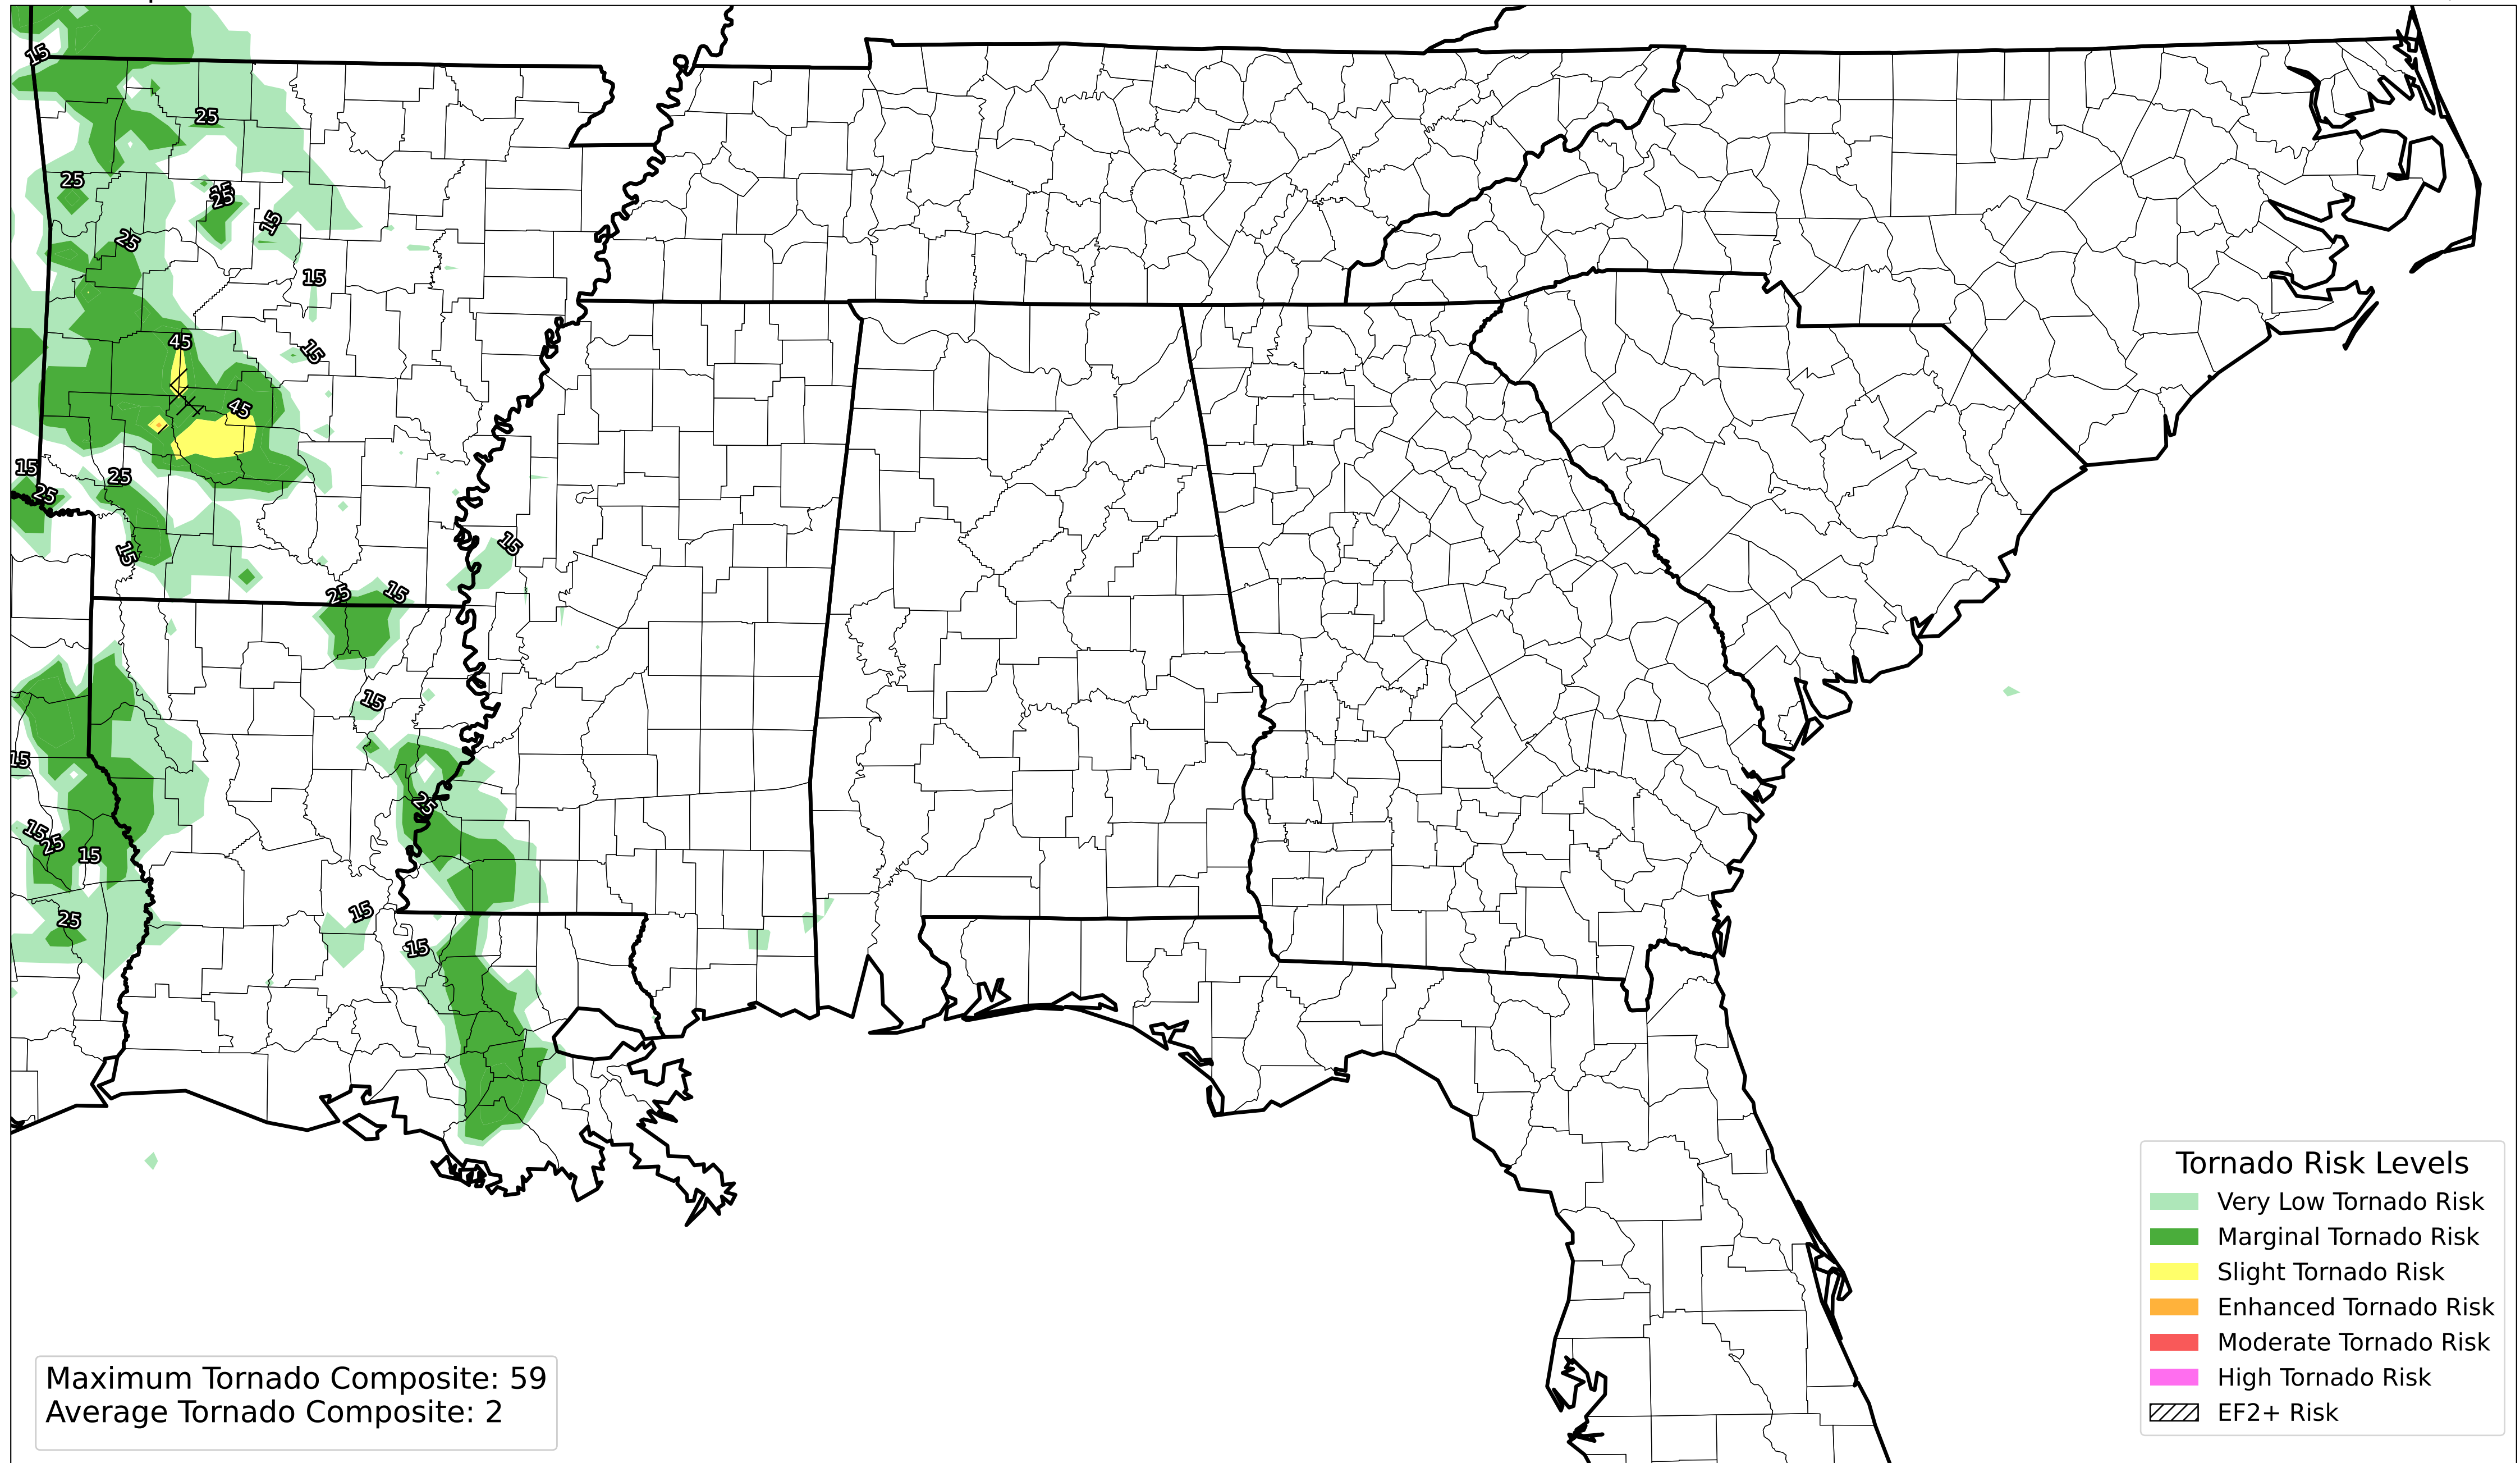 15
25
25
15
25
15
25
15
45
15
45
15
25
25
15
15
25
15
15
15
25
15
25
15
15
25
15
Tornado Risk Levels
Very Low Tornado Risk
Marginal Tornado Risk
Slight Tornado Risk
Enhanced Tornado Risk
Moderate Tornado Risk
High Tornado Risk
EF2+ Risk
Maximum Tornado Composite: 59
Average Tornado Composite: 2